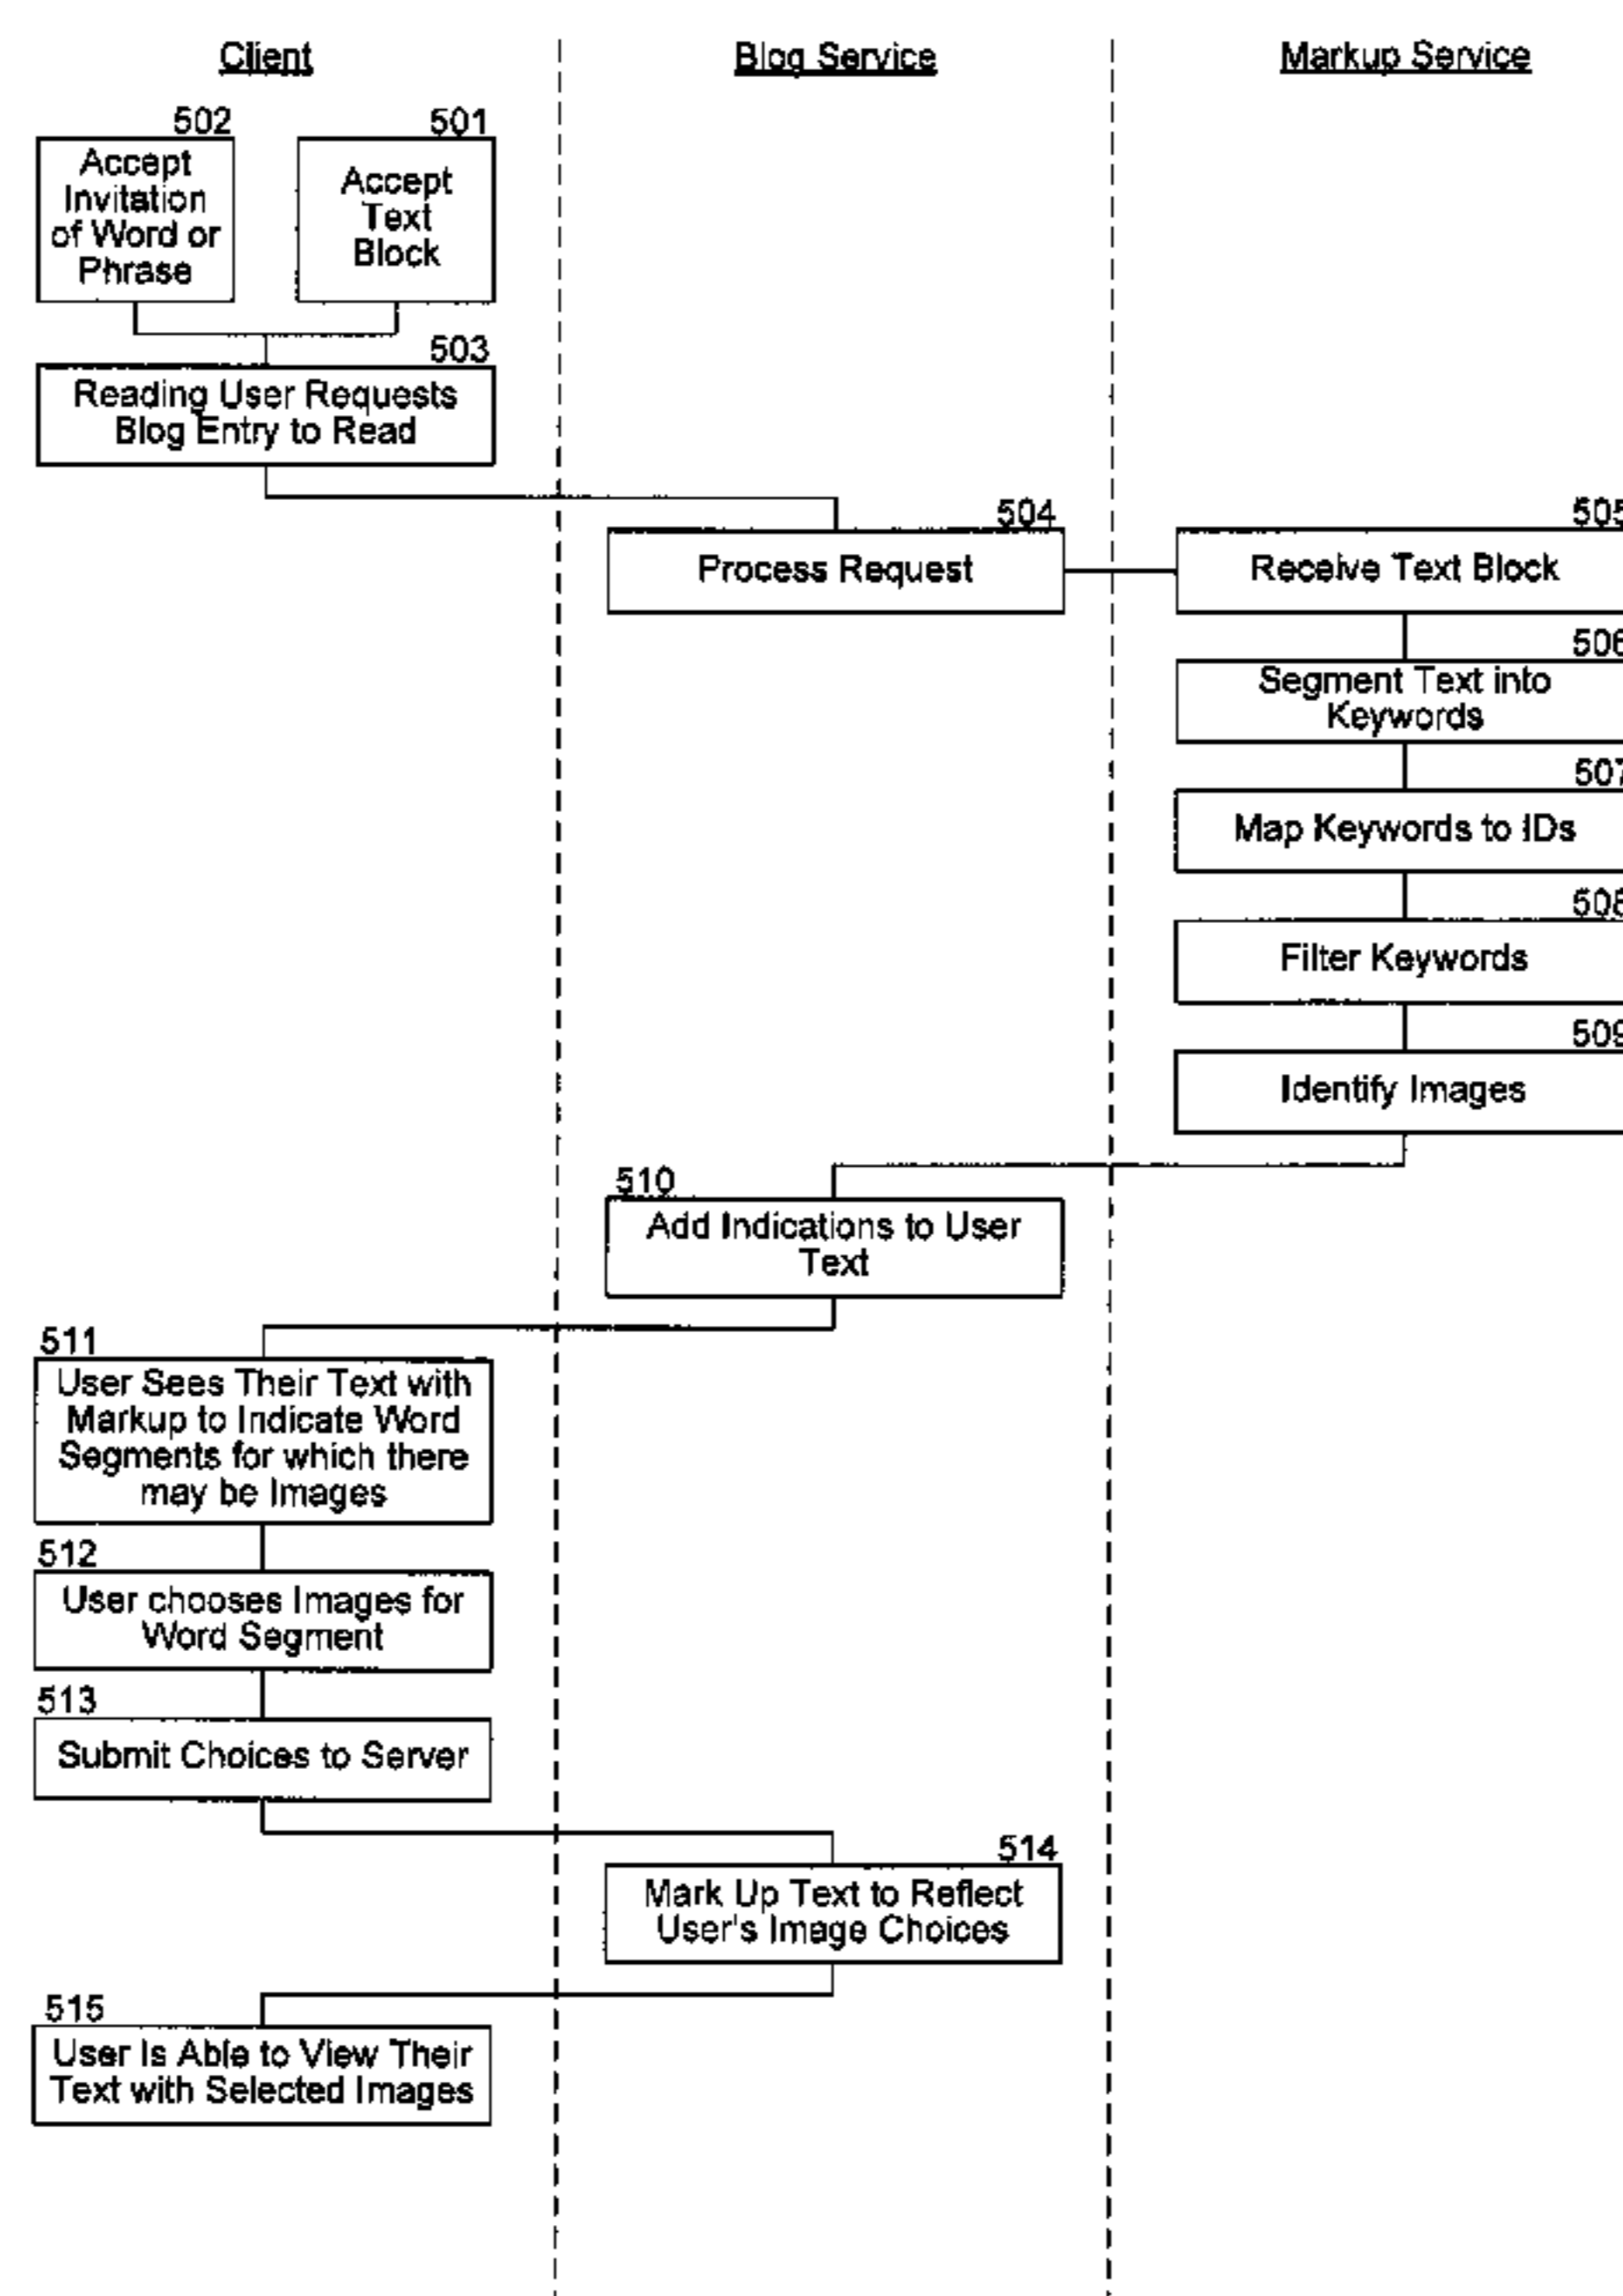 Client
Blog Service
Markup Service
502
501
Accept
Invitation
of Word or
Phrase
Accept
Text
Block
503
Reading User Requests
Blog Entry to Read
504
Process Request
505
Receive Text Block
506
Segment Text into
Keywords
507
Map Keywords to IDs
508
Filter Keywords
509
Identify Images
510
Add Indications to User
Text
511
User Sees Their Text with
Markup to Indicate Word
Segments for which there
may be Images
512
User chooses Images for
Word Segment
513
Submit Choices to Server
514
Mark Up Text to Reflect
User's Image Choices
515
User Is Able to View Their
Text with Selected Images